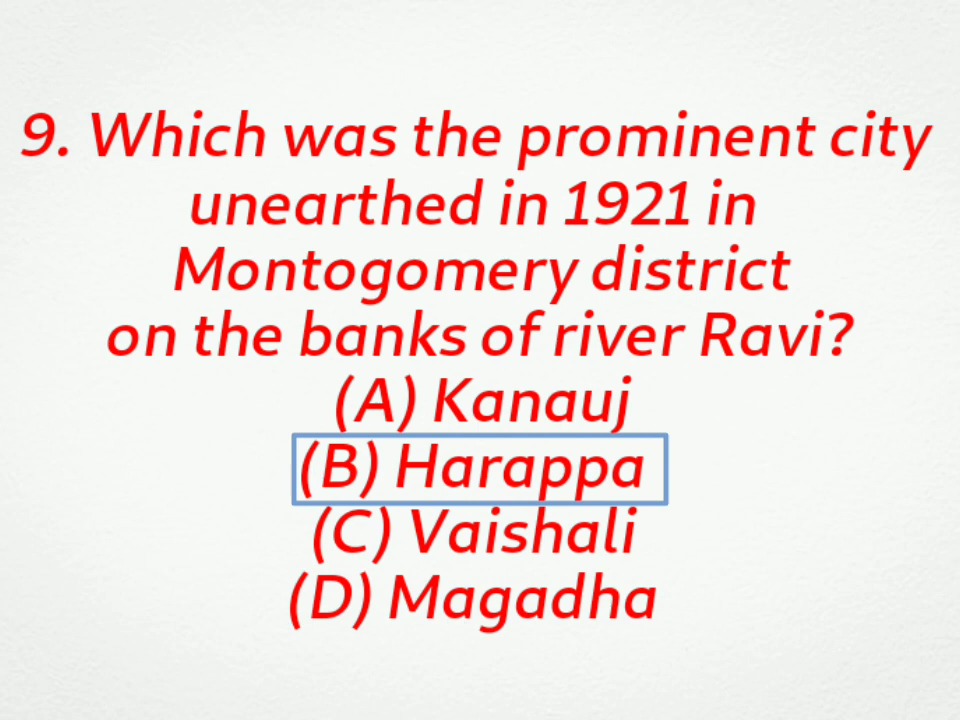 9. Which was the prominent city
unearthed in 1921 in
Montogomery district
on the banks of river Ravi?
(A) Kanauj
(B) Harappa
(C) Vaishali
(D) Magadha